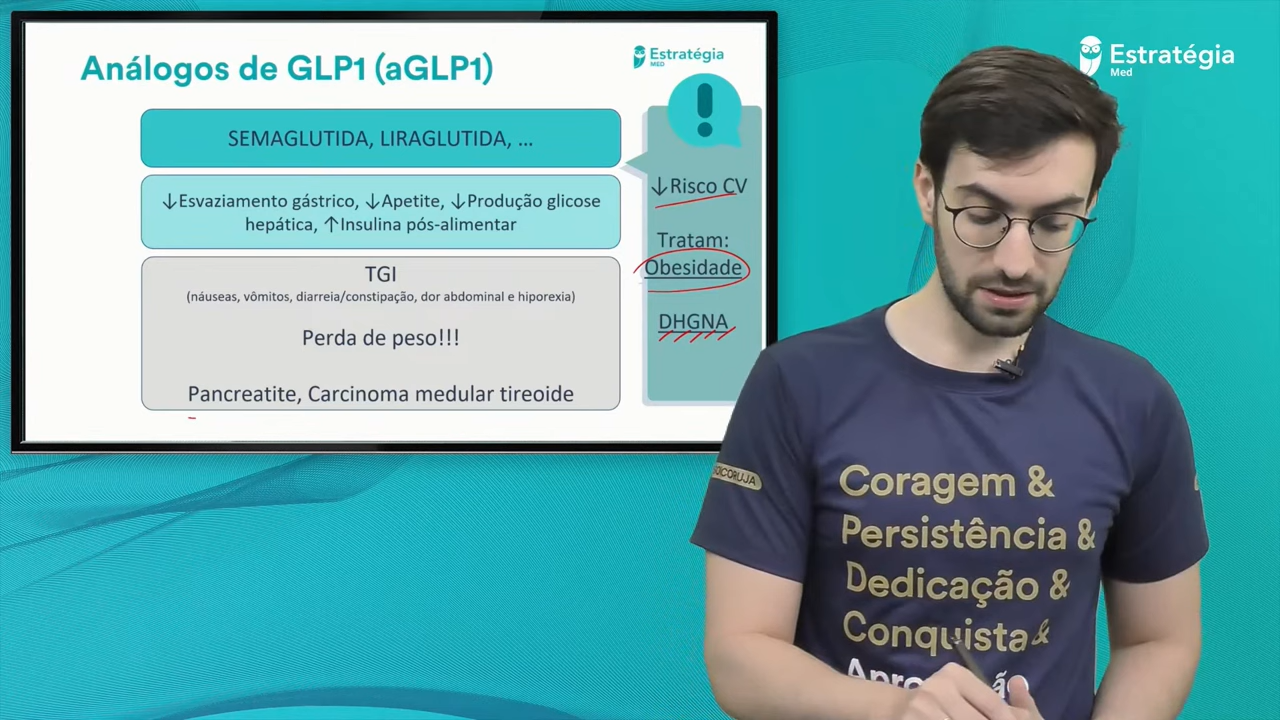 Análogos de GLP1 (aGLP1)
Estratégia
MED
SEMAGLUTIDA, LIRAGLUTIDA, ...
↓Esvaziamento gástrico, ↓Apetite, ↓Produção glicose
hepática, ↑Insulina pós-alimentar
TGI
(náuseas, vômitos, diarreia/constipação, dor abdominal e hiporexia)
Perda de peso!!!
Pancreatite, Carcinoma medular tireoide
!
↓Risco CV
Tratam:
Obesidade
DHGNA
Estratégia
Med
Coragem &
Persistência &
Dedicação &
Conquista &